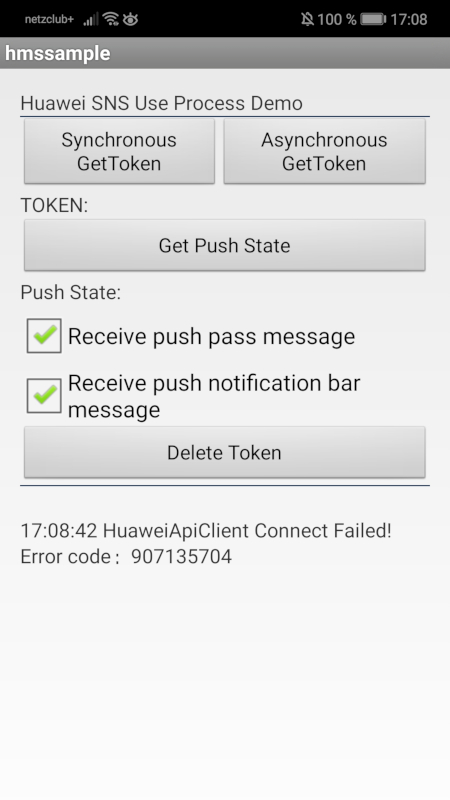 netzclub+ 100 % 17:08
hmssample
Huawei SNS Use Process Demo
Synchronous
GetToken
Asynchronous
GetToken
TOKEN:
Get Push State
Push State:
Receive push pass message
Receive push notification bar
message
Delete Token
17:08:42 HuaweiApiClient Connect Failed!
Error code：907135704